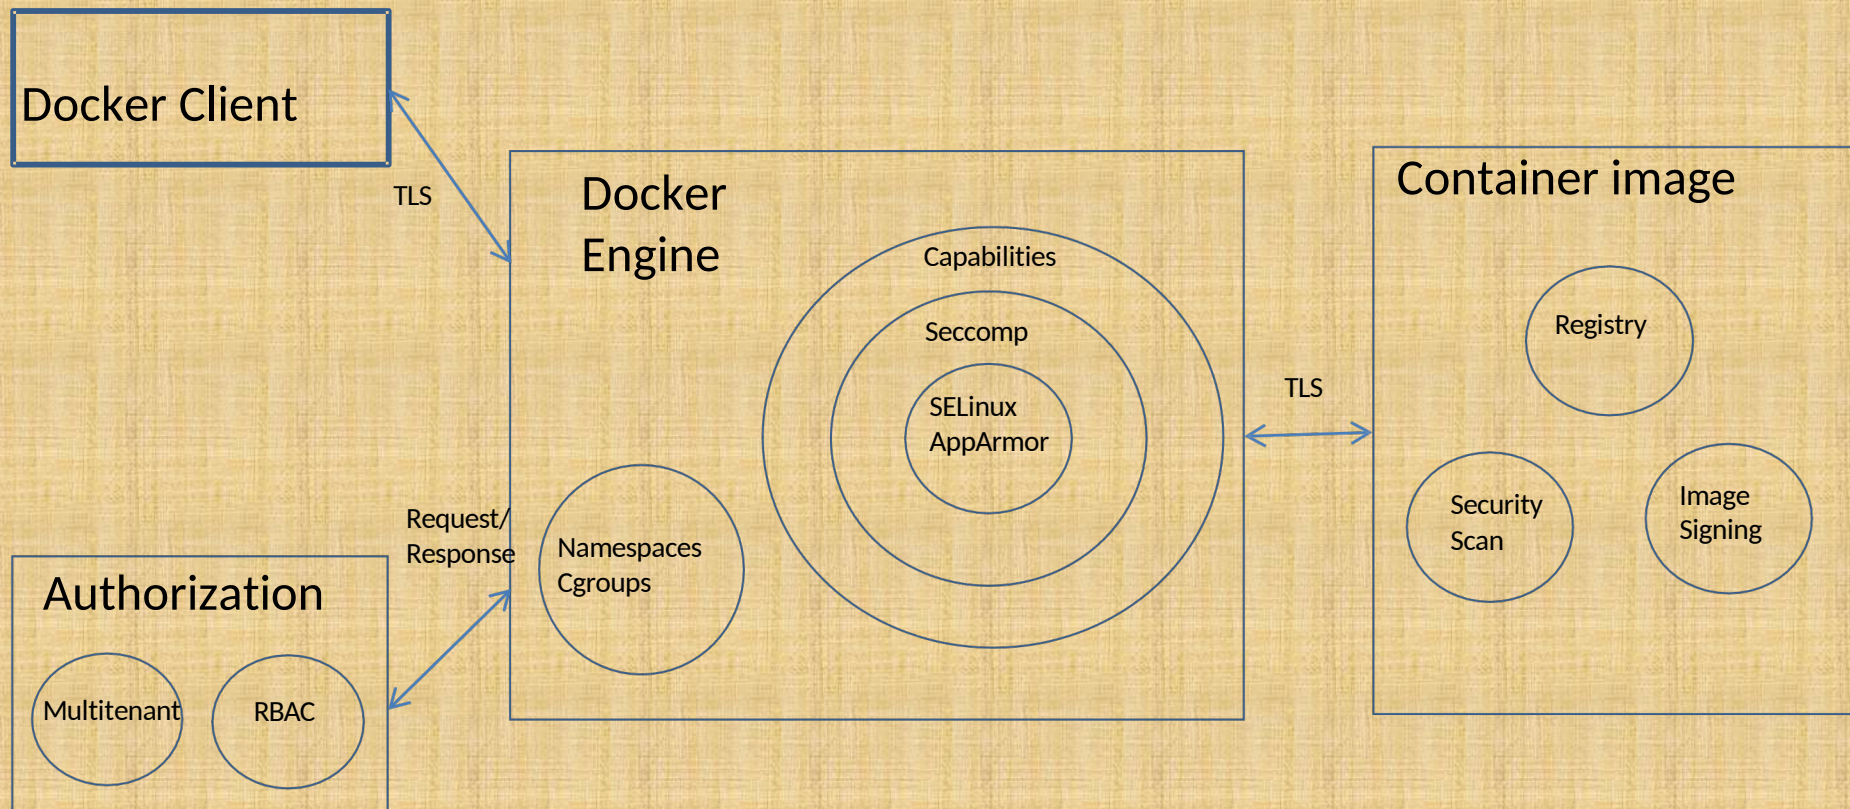 Docker Client
TLS
Docker
Engine
Capabilities
Seccomp
SELinux
AppArmor
Namespaces
Cgroups
Request/
Response
Authorization
Multitenant
RBAC
TLS
Container image
Registry
Security
Scan
Image
Signing